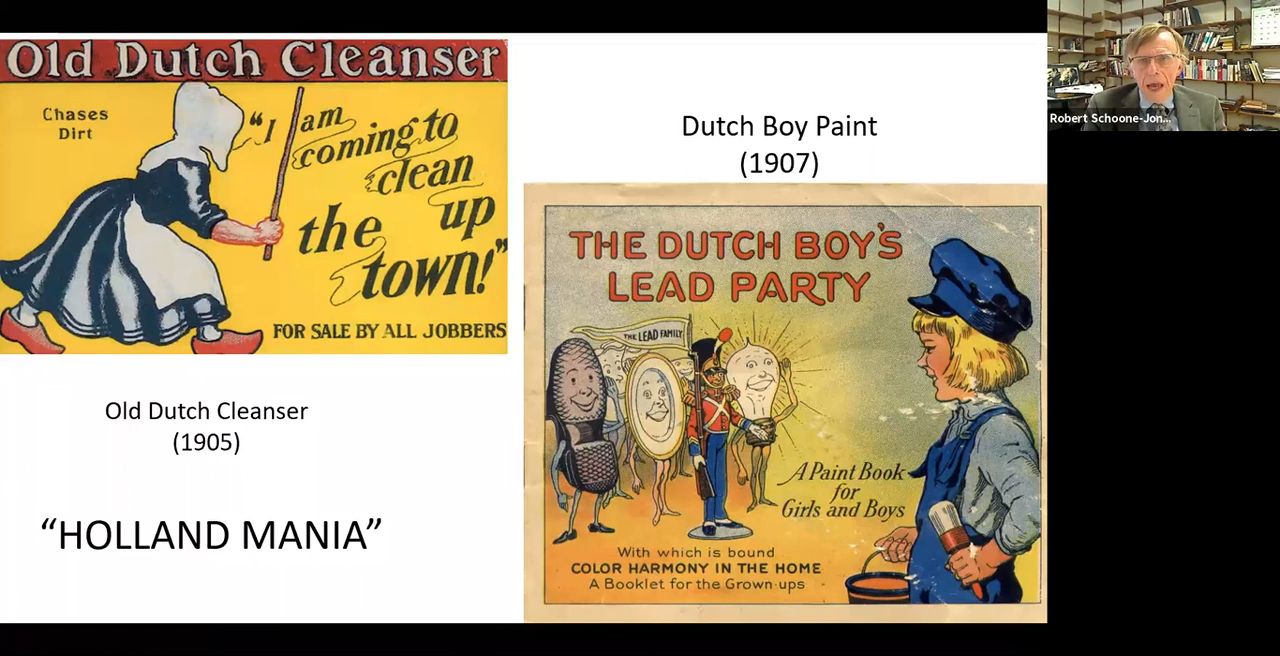 Old Dutch Cleanser
Chases
Dirt
"I am
coming to
clean
up
the
town!"
FOR SALE BY ALL JOBBERS
Old Dutch Cleanser
(1905)
"HOLLAND MANIA"
Dutch Boy Paint
(1907)
THE DUTCH BOY'S
LEAD PARTY
THE LEAD FAMILY
A Paint Book
for
Girls and Boys
With which is bound
COLOR HARMONY IN THE HOME
A Booklet for the Grown-ups
Robert Schoone-Jon...